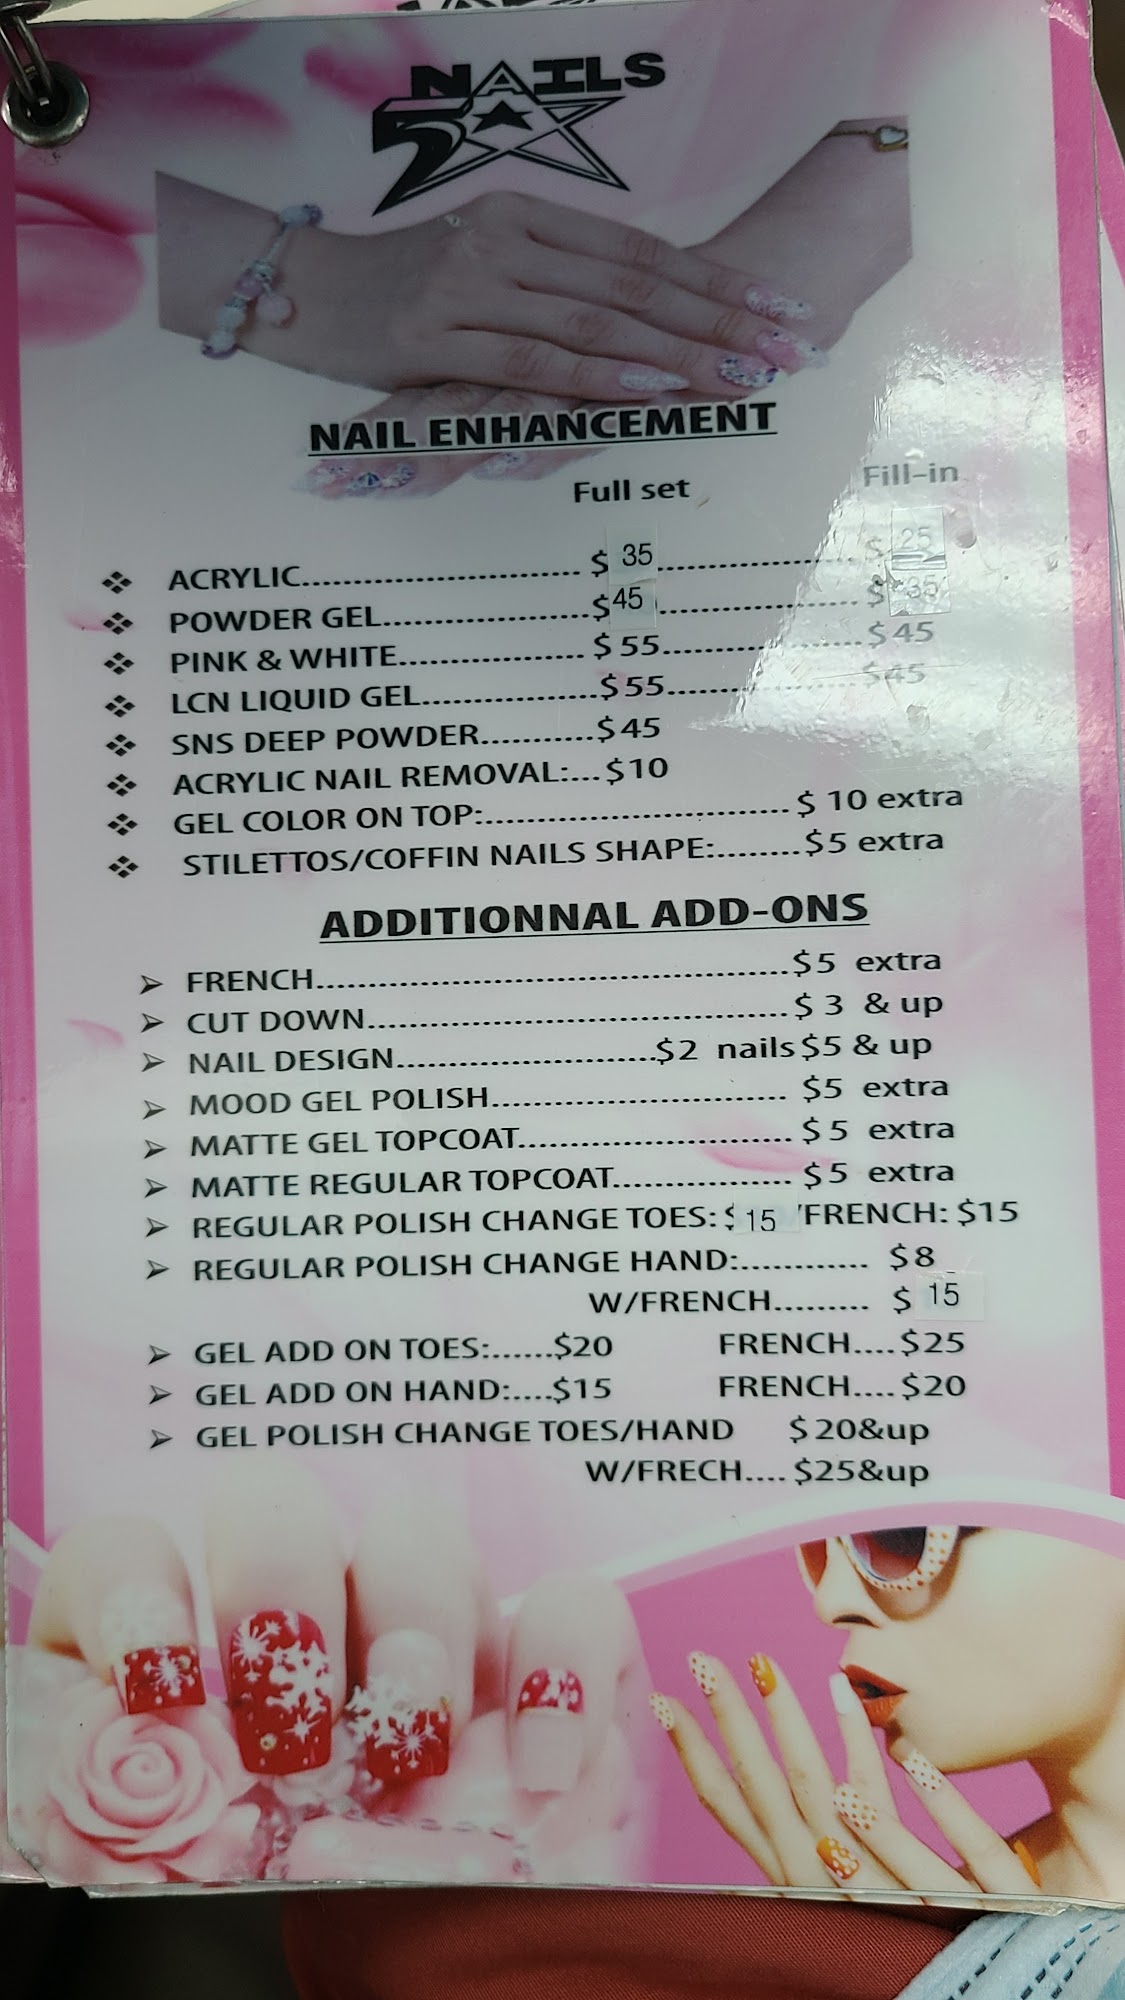 NAILS
5
NAIL ENHANCEMENT
Full set Fill-in
ACRYLIC.............................. $ 35....................... $ 25
POWDER GEL......................$45....................... $ 35
PINK & WHITE.................... $ 55.......................$ 45
LCN LIQUID GEL...................$ 55....................... $45
SNS DEEP POWDER...........$ 45
ACRYLIC NAIL REMOVAL:...$10
GEL COLOR ON TOP:.................................. $ 10 extra
STILETTOS/COFFIN NAILS SHAPE:........$5 extra
ADDITIONNAL ADD-ONS
FRENCH....................................................$5 extra
CUT DOWN.............................................. $ 3 & up
NAIL DESIGN............................$2 nails $5 & up
MOOD GEL POLISH................................ $5 extra
MATTE GEL TOPCOAT............................. $ 5 extra
MATTE REGULAR TOPCOAT................... $5 extra
REGULAR POLISH CHANGE TOES: $ 15 /FRENCH: $15
REGULAR POLISH CHANGE HAND:............. $8
W/FRENCH......... $ 15
GEL ADD ON TOES:......$20 FRENCH....$25
GEL ADD ON HAND:....$15 FRENCH....$20
GEL POLISH CHANGE TOES/HAND $20&up
W/FRECH.... $25&up